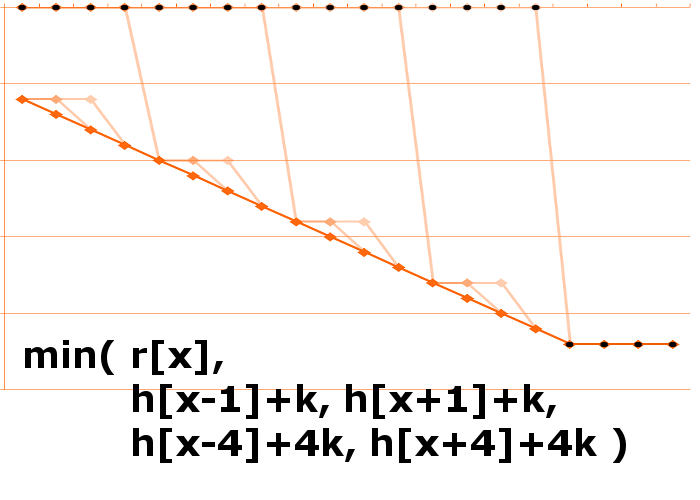 min( r[x],
h[x-1]+k, h[x+1]+k,
h[x-4]+4k, h[x+4]+4k )